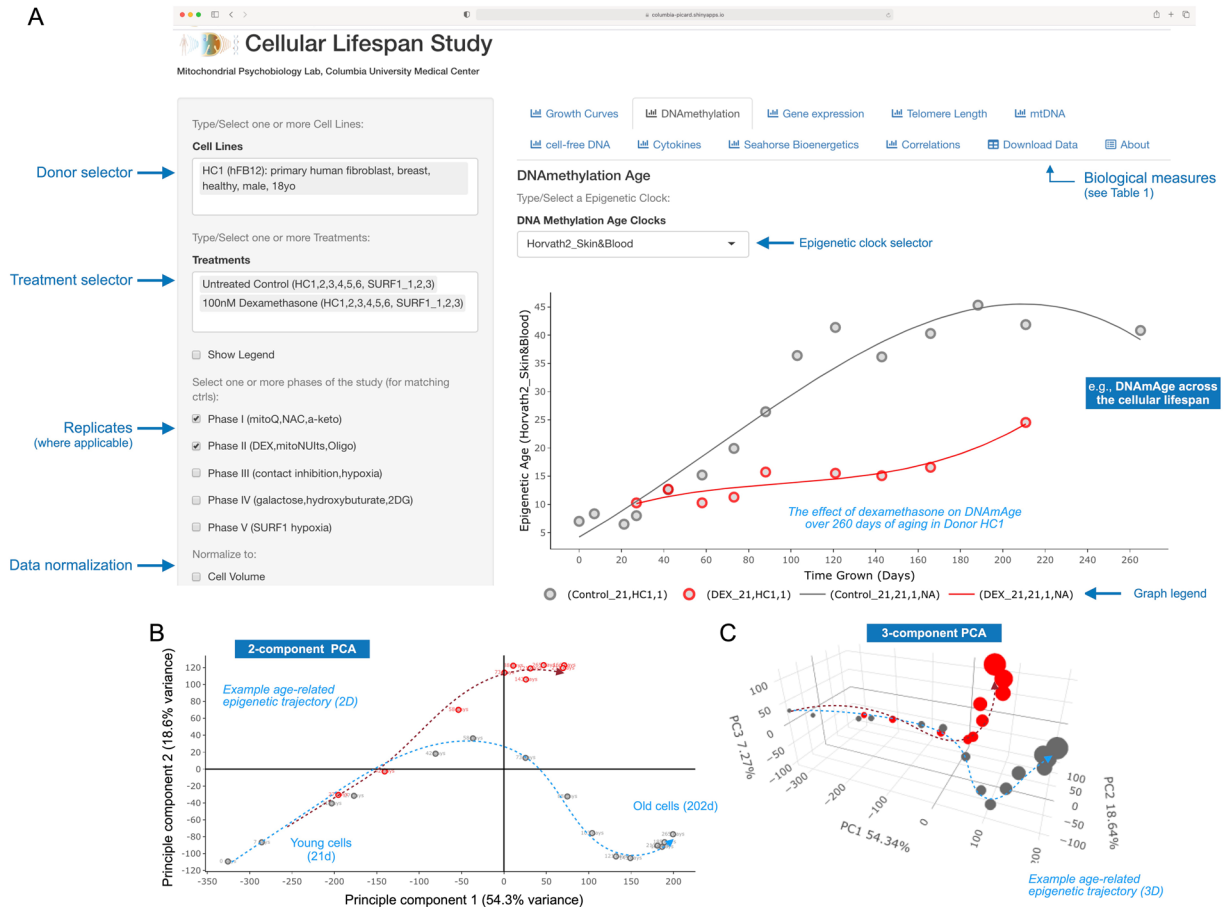 A
columbia-picard.shinyapps.io
Cellular Lifespan Study
Mitochondrial Psychobiology Lab, Columbia University Medical Center
Type/Select one or more Cell Lines:
Cell Lines
HC1 (hFB12): primary human fibroblast, breast,
healthy, male, 18yo
Donor selector
Type/Select one or more Treatments:
Treatments
Untreated Control (HC1,2,3,4,5,6, SURF1_1,2,3)
100nM Dexamethasone (HC1,2,3,4,5,6, SURF1_1,2,3)
Treatment selector
Show Legend
Select one or more phases of the study (for matching
ctrls):
Phase I (mitoQ,NAC,a-keto)
Phase II (DEX,mitoNUIts,Oligo)
Phase III (contact inhibition,hypoxia)
Phase IV (galactose,hydroxybuturate,2DG)
Phase V (SURF1 hypoxia)
Replicates
(where applicable)
Normalize to:
Cell Volume
Data normalization
Growth Curves DNAmethylation Gene expression Telomere Length mtDNA
cell-free DNA Cytokines Seahorse Bioenergetics Correlations Download Data About
Biological measures
(see Table 1)
DNAmethylation Age
Type/Select a Epigenetic Clock:
DNA Methylation Age Clocks
Horvath2_Skin&Blood
Epigenetic clock selector
Epigenetic Age (Horvath2_Skin&Blood)
45
40
35
30
25
20
15
10
5
0 20 40 60 80 100 120 140 160 180 200 220 240 260
Time Grown (Days)
e.g., DNAmAge across
the cellular lifespan
The effect of dexamethasone on DNAmAge
over 260 days of aging in Donor HC1
(Control_21,HC1,1) (DEX_21,HC1,1) (Control_21,21,1,NA) (DEX_21,21,1,NA)
Graph legend
B
2-component PCA
Example age-related
epigenetic trajectory (2D)
Principle component 2 (18.6% variance)
120
100
80
60
40
20
0
-20
-40
-60
-80
-100
-120
Young cells
(21d)
Old cells (202d)
-350 -300 -250 -200 -150 -100 -50 0 50 100 150 200
Principle component 1 (54.3% variance)
C
3-component PCA
PC3 7.27%
100
50
0
−50
−100
−300
−200
−100
0
100
200
PC1 54.34%
100
50
0
−50
−100
PC2 18.64%
Example age-related
epigenetic trajectory (3D)